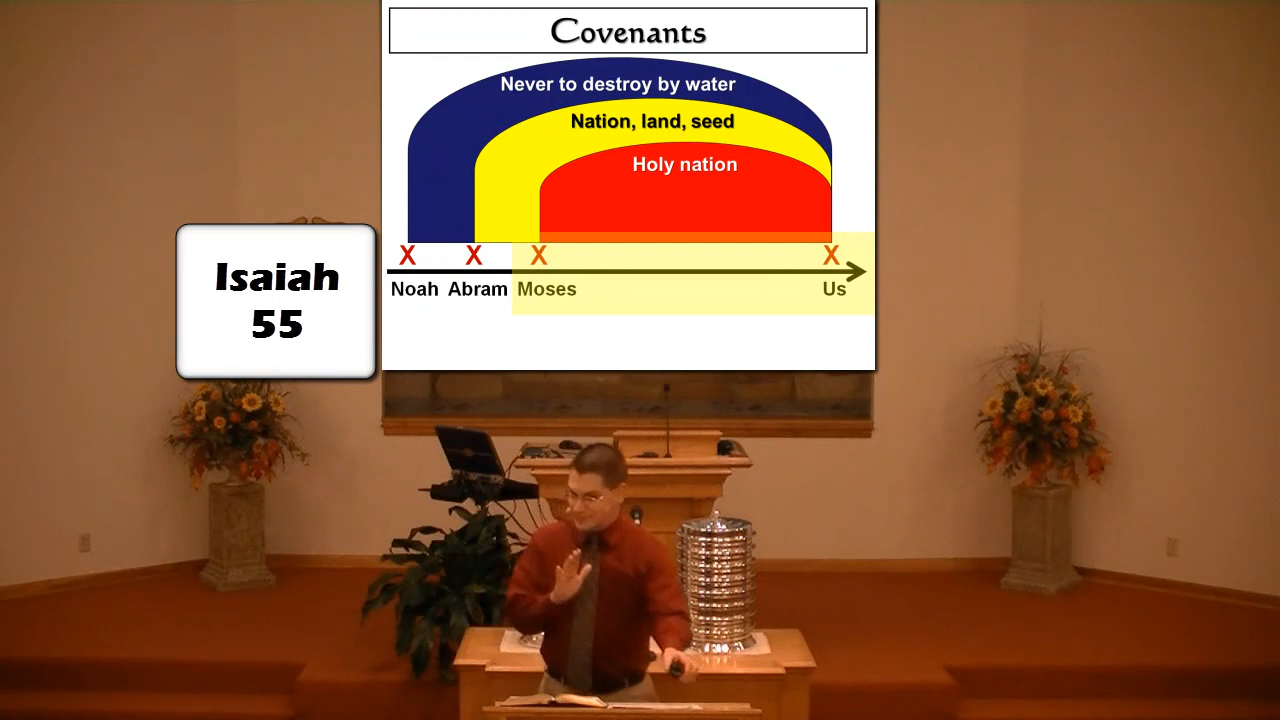 Covenants
Never to destroy by water
Nation, land, seed
Holy nation
X X X X
Noah Abram Moses Us
Isaiah
55